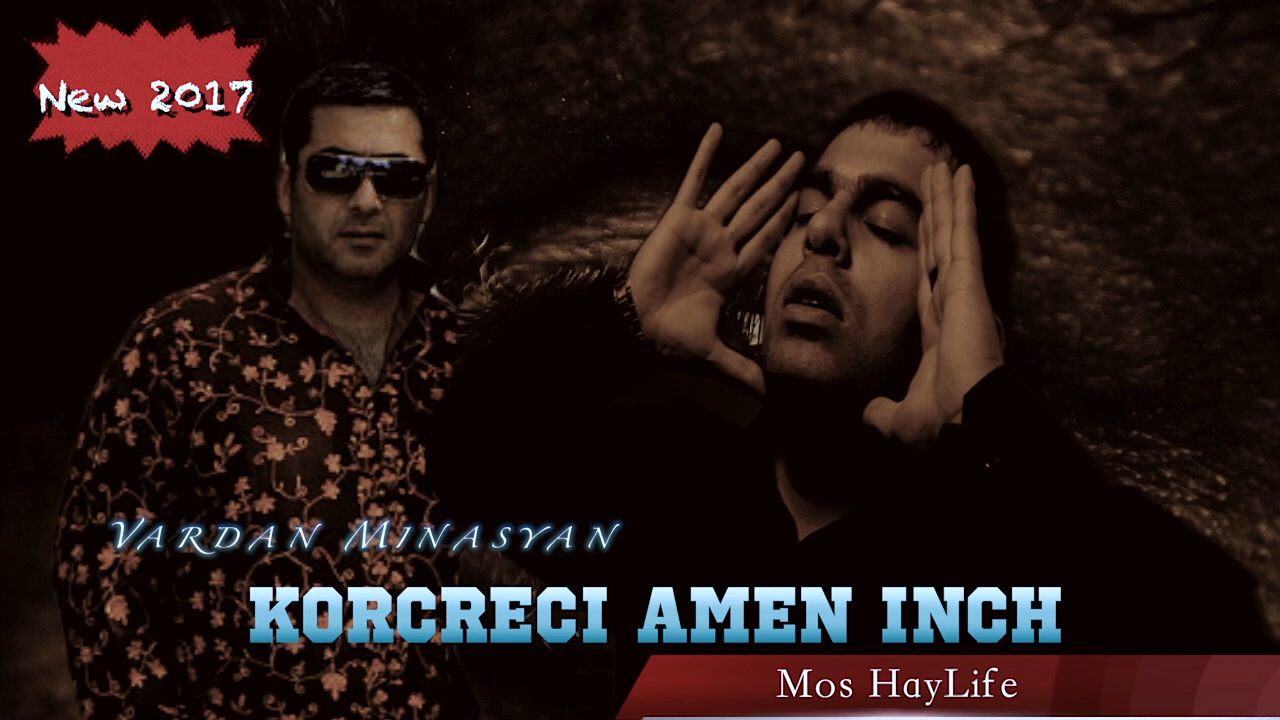 New 2017
Vardan Minasyan
KORCRECI AMEN INCH
Mos HayLife